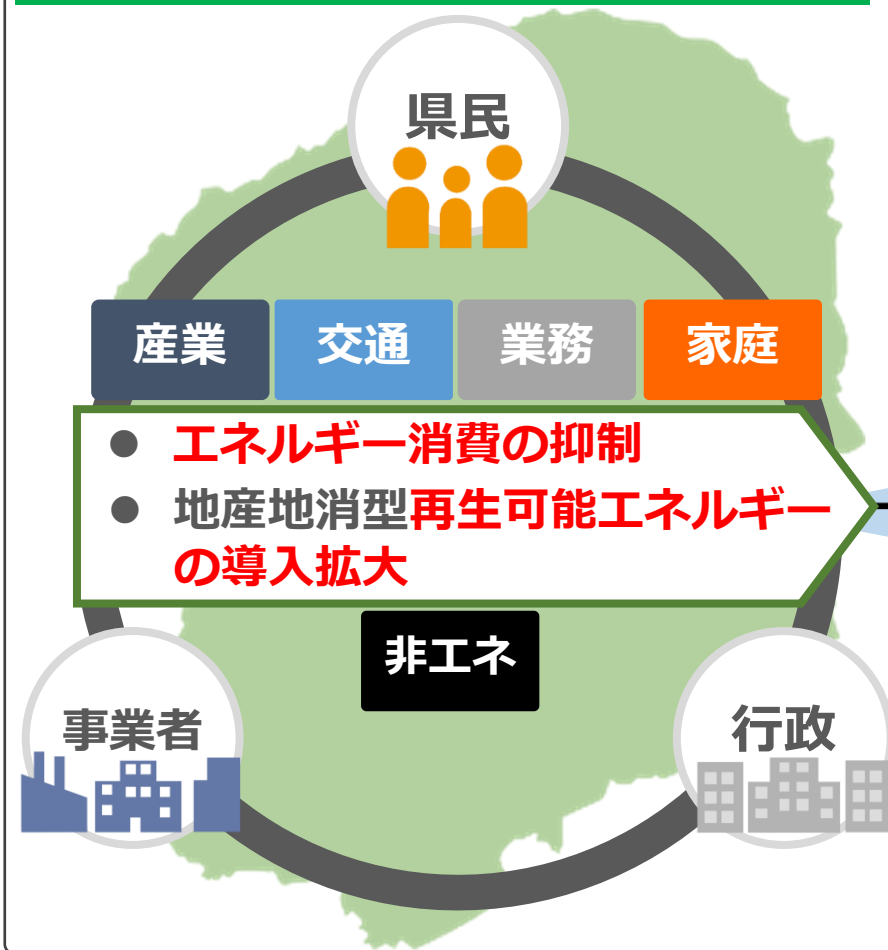 県民
産業
交通
業務
家庭
● エネルギー消費の抑制
● 地産地消型再生可能エネルギー
の導入拡大
非エネ
事業者
行政